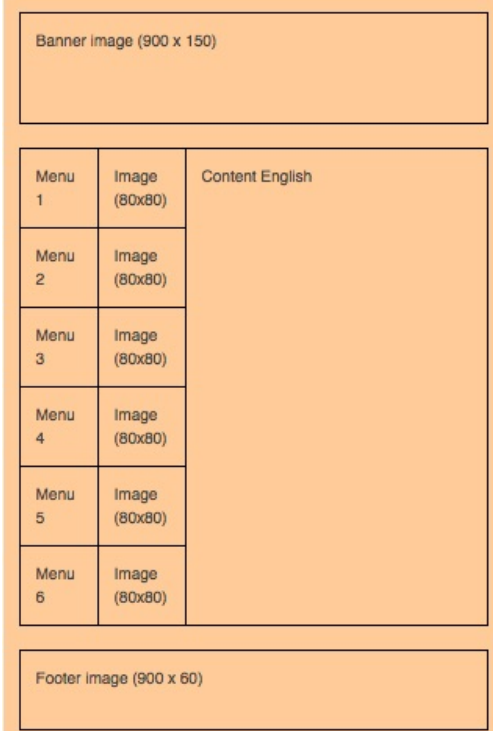 Banner image (900 x 150)
Menu
1
Image
(80x80)
Content English
Menu
2
Image
(80x80)
Menu
3
Image
(80x80)
Menu
4
Image
(80x80)
Menu
5
Image
(80x80)
Menu
6
Image
(80x80)
Footer image (900 x 60)